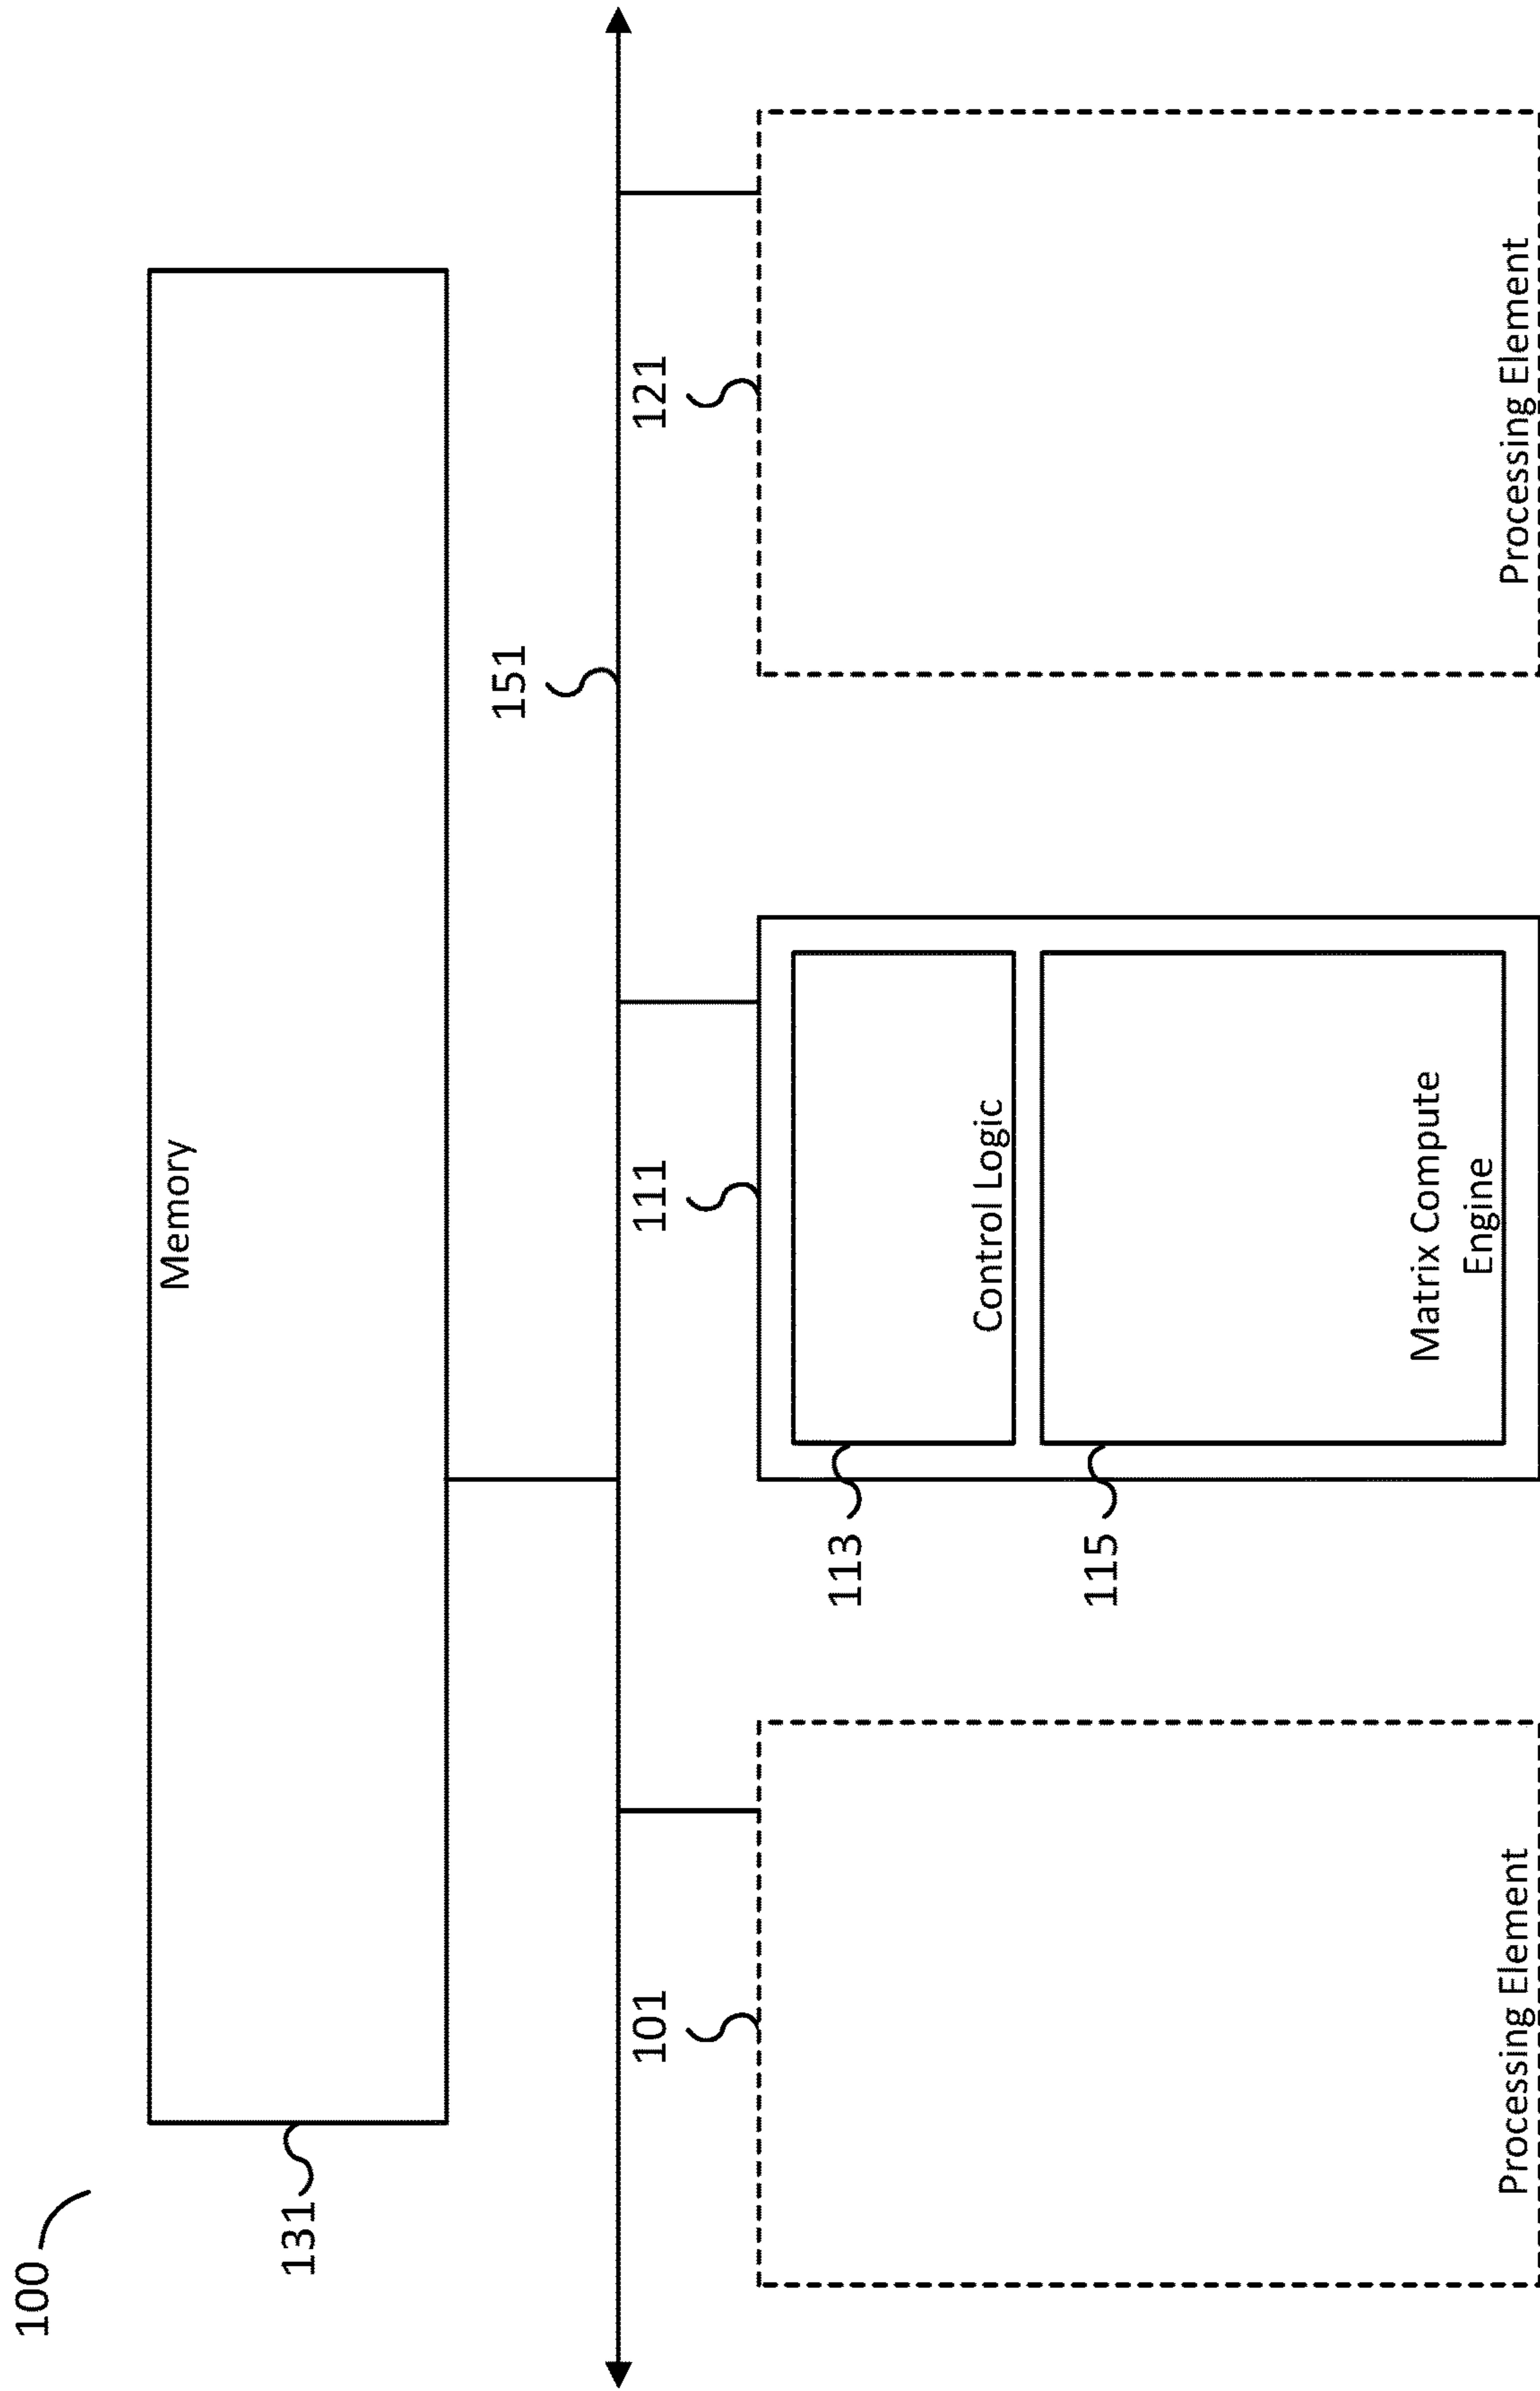 100
131
Memory
151
101
111
121
113
Control Logic
115
Matrix Compute
Engine
Processing Element
Processing Element